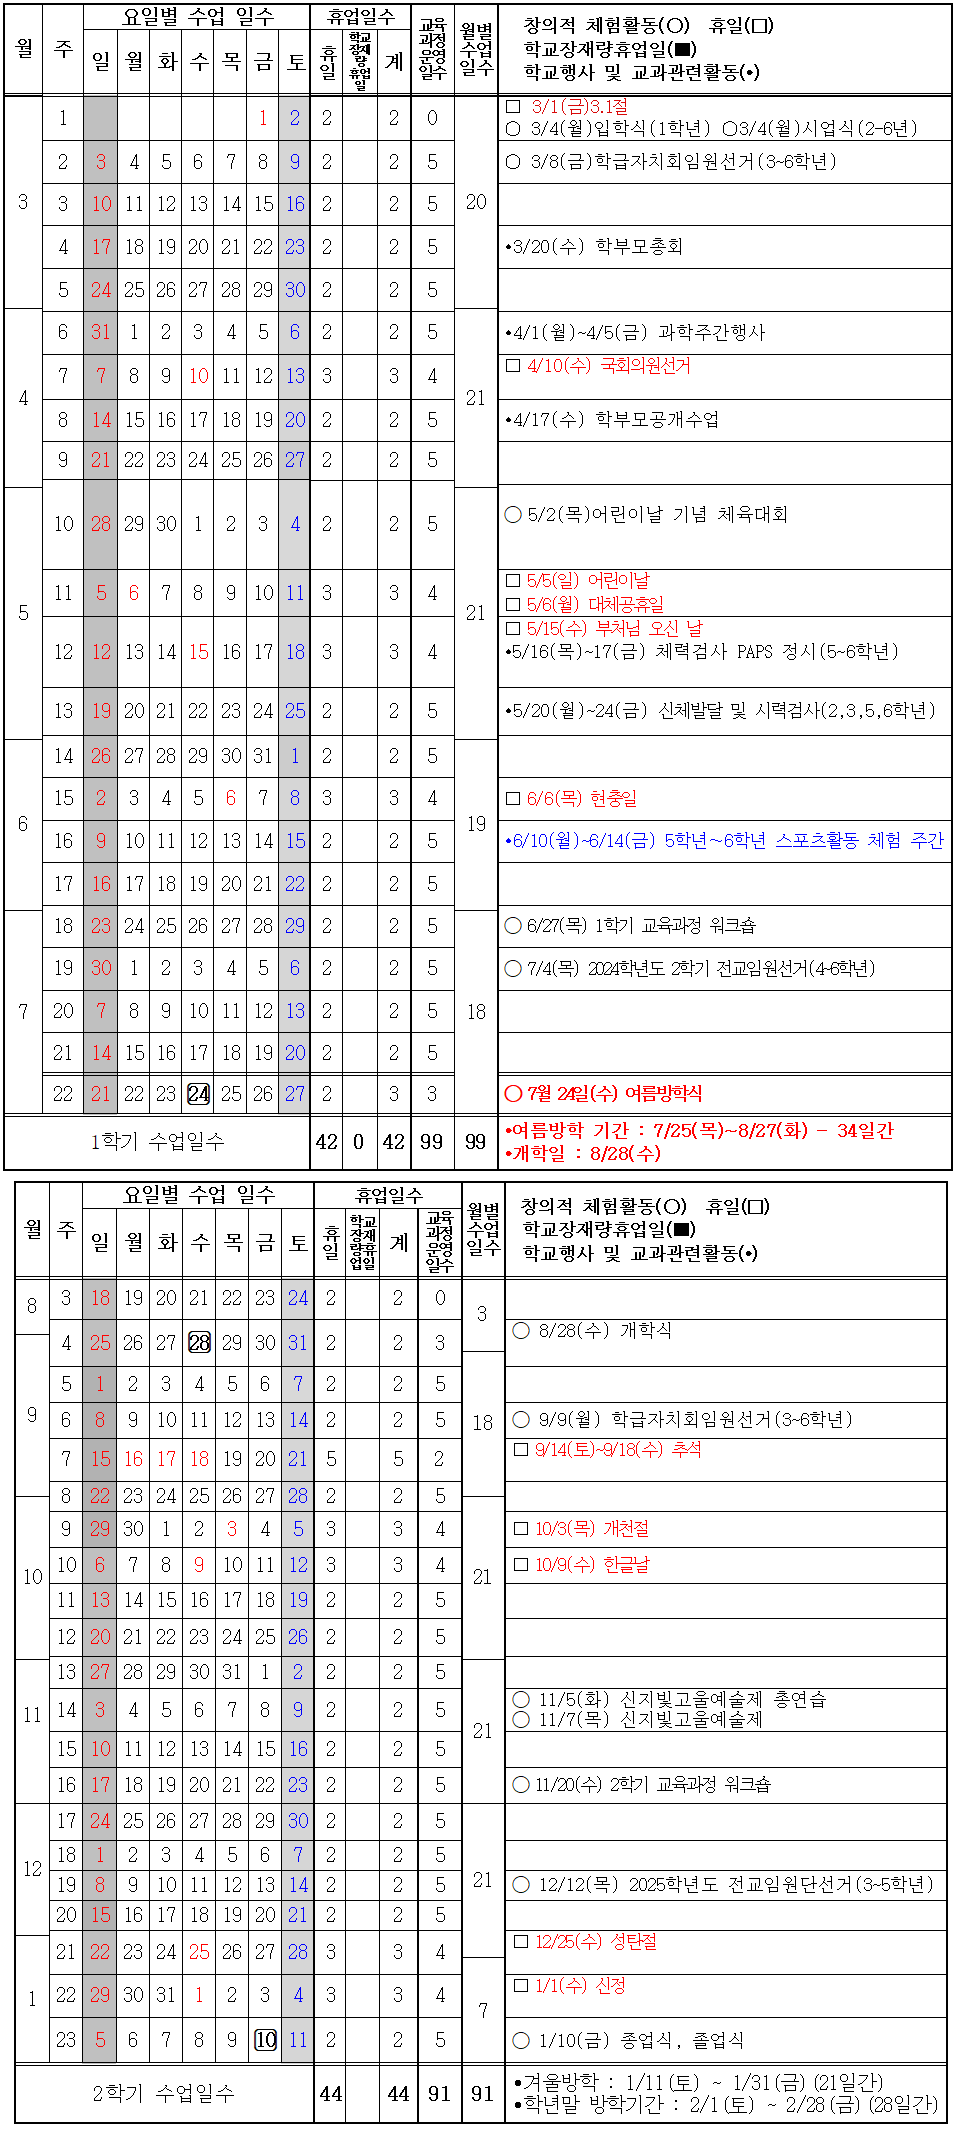 월 주 요일별 수업 일수 휴업일수 교육과정운영일수 월별수업일수 창의적 체험활동(○) 휴일(□)
학교장재량휴업일(■)
학교행사 및 교과관련활동(•)
일 월 화 수 목 금 토 휴일 학교장재량휴업일 계
3 1 1 2 2 2 0 20 □ 3/1(금)3.1절
○ 3/4(월)입학식(1학년) ○3/4(월)시업식(2-6년)
2 3 4 5 6 7 8 9 2 2 5 ○ 3/8(금)학급자치회임원선거(3~6학년)
3 10 11 12 13 14 15 16 2 2 5
4 17 18 19 20 21 22 23 2 2 5 •3/20(수) 학부모총회
5 24 25 26 27 28 29 30 2 2 5
4 6 31 1 2 3 4 5 6 2 2 5 21 •4/1(월)~4/5(금) 과학주간행사
7 7 8 9 10 11 12 13 3 3 4 □ 4/10(수) 국회의원선거
8 14 15 16 17 18 19 20 2 2 5 •4/17(수) 학부모공개수업
9 21 22 23 24 25 26 27 2 2 5
5 10 28 29 30 1 2 3 4 2 2 5 21 ○ 5/2(목)어린이날 기념 체육대회
11 5 6 7 8 9 10 11 3 3 4 □ 5/5(일) 어린이날
□ 5/6(월) 대체공휴일
12 12 13 14 15 16 17 18 3 3 4 □ 5/15(수) 부처님 오신 날
•5/16(목)~17(금) 체력검사 PAPS 정시(5~6학년)
13 19 20 21 22 23 24 25 2 2 5 •5/20(월)~24(금) 신체발달 및 시력검사(2,3,5,6학년)
6 14 26 27 28 29 30 31 1 2 2 5 19
15 2 3 4 5 6 7 8 3 3 4 □ 6/6(목) 현충일
16 9 10 11 12 13 14 15 2 2 5 •6/10(월)~6/14(금) 5학년~6학년 스포츠활동 체험 주간
17 16 17 18 19 20 21 22 2 2 5
7 18 23 24 25 26 27 28 29 2 2 5 18 ○ 6/27(목) 1학기 교육과정 워크숍
19 30 1 2 3 4 5 6 2 2 5 ○ 7/4(목) 2024학년도 2학기 전교임원선거(4~6학년)
20 7 8 9 10 11 12 13 2 2 5
21 14 15 16 17 18 19 20 2 2 5
22 21 22 23 24 25 26 27 2 3 3 ○ 7월 24일(수) 여름방학식
1학기 수업일수 42 0 42 99 99 •여름방학 기간 : 7/25(목)~8/27(화) - 34일간
•개학일 : 8/28(수)
월 주 요일별 수업 일수 휴업일수 교육과정운영일수 월별수업일수 창의적 체험활동(○) 휴일(□)
학교장재량휴업일(■)
학교행사 및 교과관련활동(•)
일 월 화 수 목 금 토 휴일 학교장재량휴업일 계
8 3 18 19 20 21 22 23 24 2 2 0 3
4 25 26 27 28 29 30 31 2 2 3 ○ 8/28(수) 개학식
9 5 1 2 3 4 5 6 7 2 2 5 18
6 8 9 10 11 12 13 14 2 2 5 ○ 9/9(월) 학급자치회임원선거(3~6학년)
7 15 16 17 18 19 20 21 5 5 2 □ 9/14(토)~9/18(수) 추석
8 22 23 24 25 26 27 28 2 2 5
10 9 29 30 1 2 3 4 5 3 3 4 21 □ 10/3(목) 개천절
10 6 7 8 9 10 11 12 3 3 4 □ 10/9(수) 한글날
11 13 14 15 16 17 18 19 2 2 5
12 20 21 22 23 24 25 26 2 2 5
11 13 27 28 29 30 31 1 2 2 2 5 21
14 3 4 5 6 7 8 9 2 2 5 ○ 11/5(화) 신지빛고울예술제 총연습
○ 11/7(목) 신지빛고울예술제
15 10 11 12 13 14 15 16 2 2 5
16 17 18 19 20 21 22 23 2 2 5 ○ 11/20(수) 2학기 교육과정 워크숍
12 17 24 25 26 27 28 29 30 2 2 5 21
18 1 2 3 4 5 6 7 2 2 5
19 8 9 10 11 12 13 14 2 2 5 ○ 12/12(목) 2025학년도 전교임원단선거(3~5학년)
20 15 16 17 18 19 20 21 2 2 5
1 21 22 23 24 25 26 27 28 3 3 4 7 □ 12/25(수) 성탄절
22 29 30 31 1 2 3 4 3 3 4 □ 1/1(수) 신정
23 5 6 7 8 9 10 11 2 2 5 ○ 1/10(금) 종업식, 졸업식
2학기 수업일수 44 44 91 91 •겨울방학 : 1/11(토) ~ 1/31(금)(21일간)
•학년말 방학기간 : 2/1(토) ~ 2/28(금)(28일간)